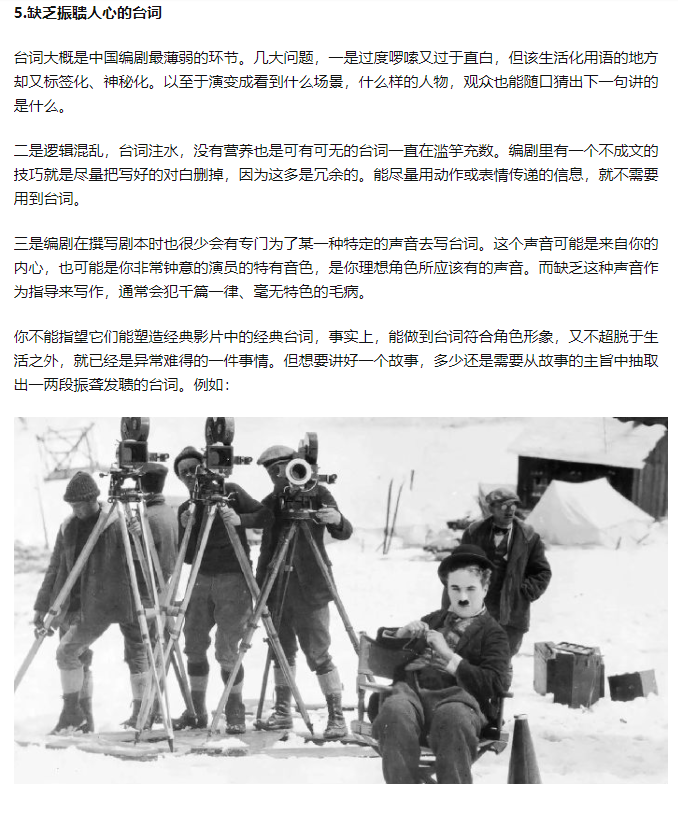 5.缺乏振聩人心的台词
台词大概是中国编剧最薄弱的环节。几大问题，一是过度啰嗦又过于直白，但该生活化用语的地方
却又标签化、神秘化。以至于演变成看到什么场景，什么样的人物，观众也能随口猜出下一句讲的
是什么。
二是逻辑混乱，台词注水，没有营养也是可有可无的台词一直在滥竽充数。编剧里有一个不成文的
技巧就是尽量把写好的对白删掉，因为这多是冗余的。能尽量用动作或表情传递的信息，就不需要
用到台词。
三是编剧在撰写剧本时也很少会有专门为了某一种特定的声音去写台词。这个声音可能是来自你的
内心，也可能是你非常钟意的演员的特有音色，是你理想角色所应该有的声音。而缺乏这种声音作
为指导来写作，通常会犯千篇一律、毫无特色的毛病。
你不能指望它们能塑造经典影片中的经典台词，事实上，能做到台词符合角色形象，又不超脱于生
活之外，就已经是异常难得的一件事情。但想要讲好一个故事，多少还是需要从故事的主旨中抽取
出一两段振聋发聩的台词。例如：